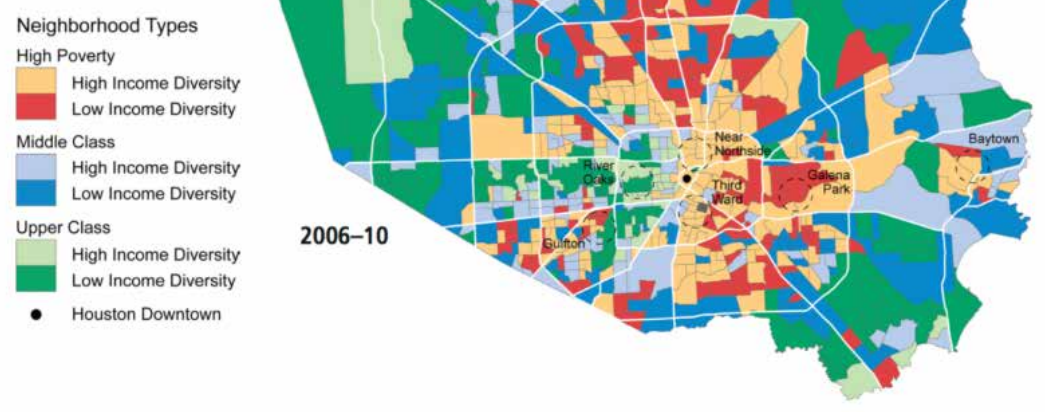 Neighborhood Types
High Poverty
High Income Diversity
Low Income Diversity
Middle Class
High Income Diversity
Low Income Diversity
Upper Class
High Income Diversity
Low Income Diversity
Houston Downtown
2006–10
Near
Northside
River
Oaks
Third
Ward
Galena
Park
Baytown
Gulfton